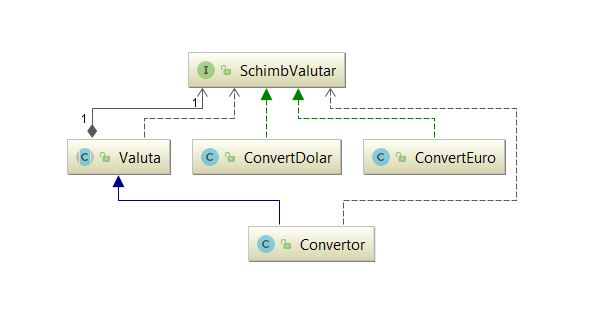 I SchimbValutar
1
1
C Valuta
C ConvertDolar
C ConvertEuro
C Convertor